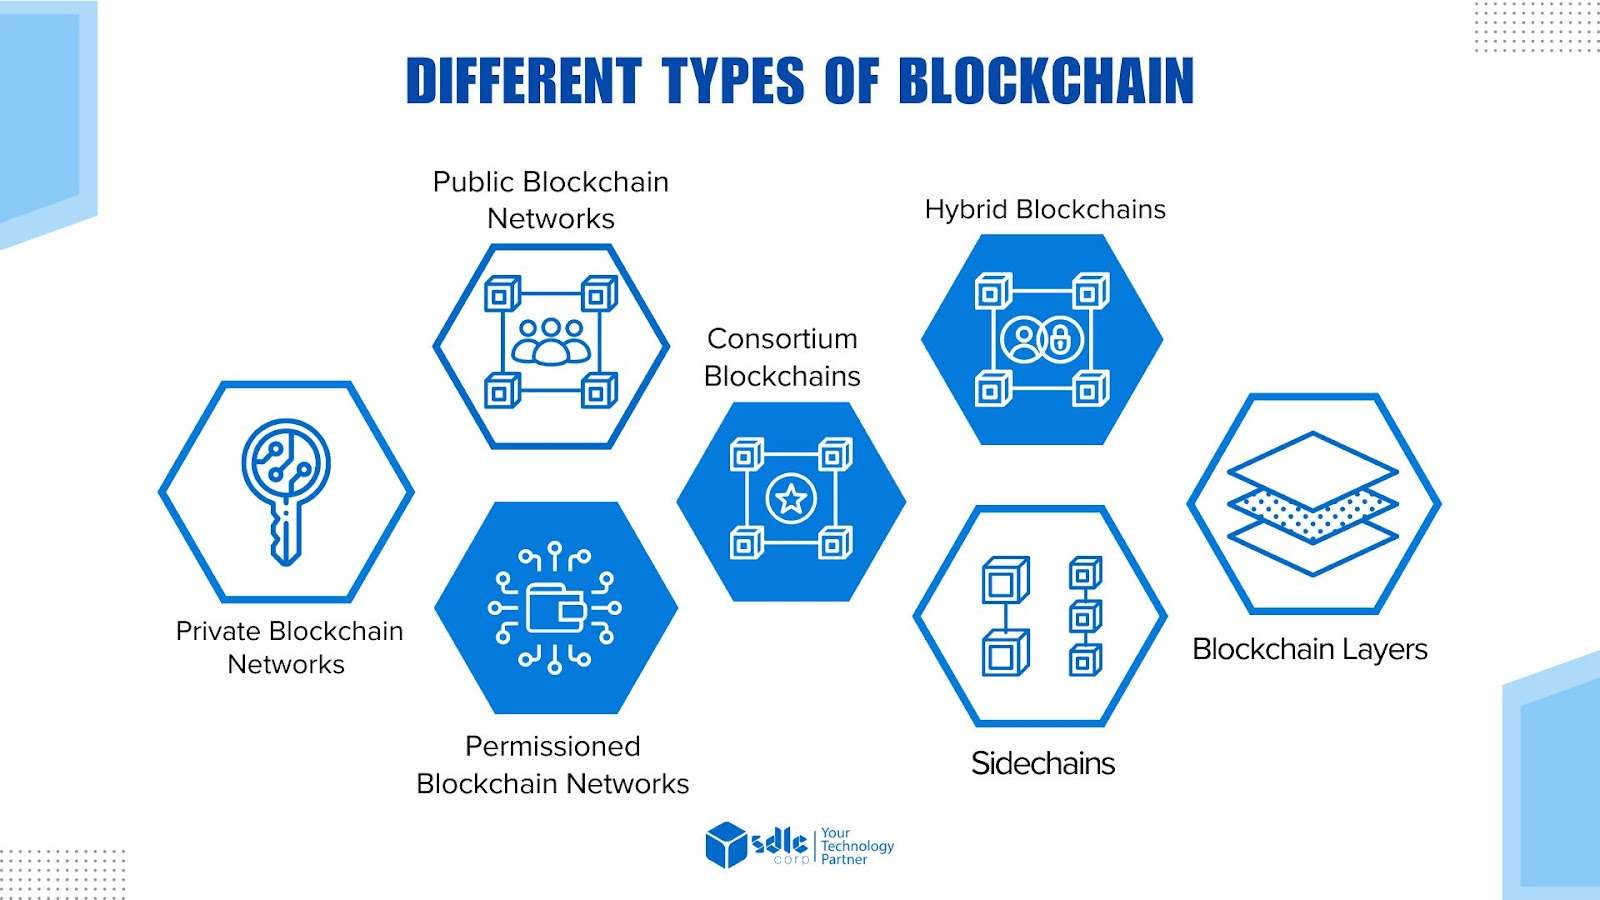 DIFFERENT TYPES OF BLOCKCHAIN
Public Blockchain
Networks
Hybrid Blockchains
Consortium
Blockchains
Private Blockchain
Networks
Blockchain Layers
Permissioned
Blockchain Networks
Sidechains
sdlc
corp
Your
Technology
Partner